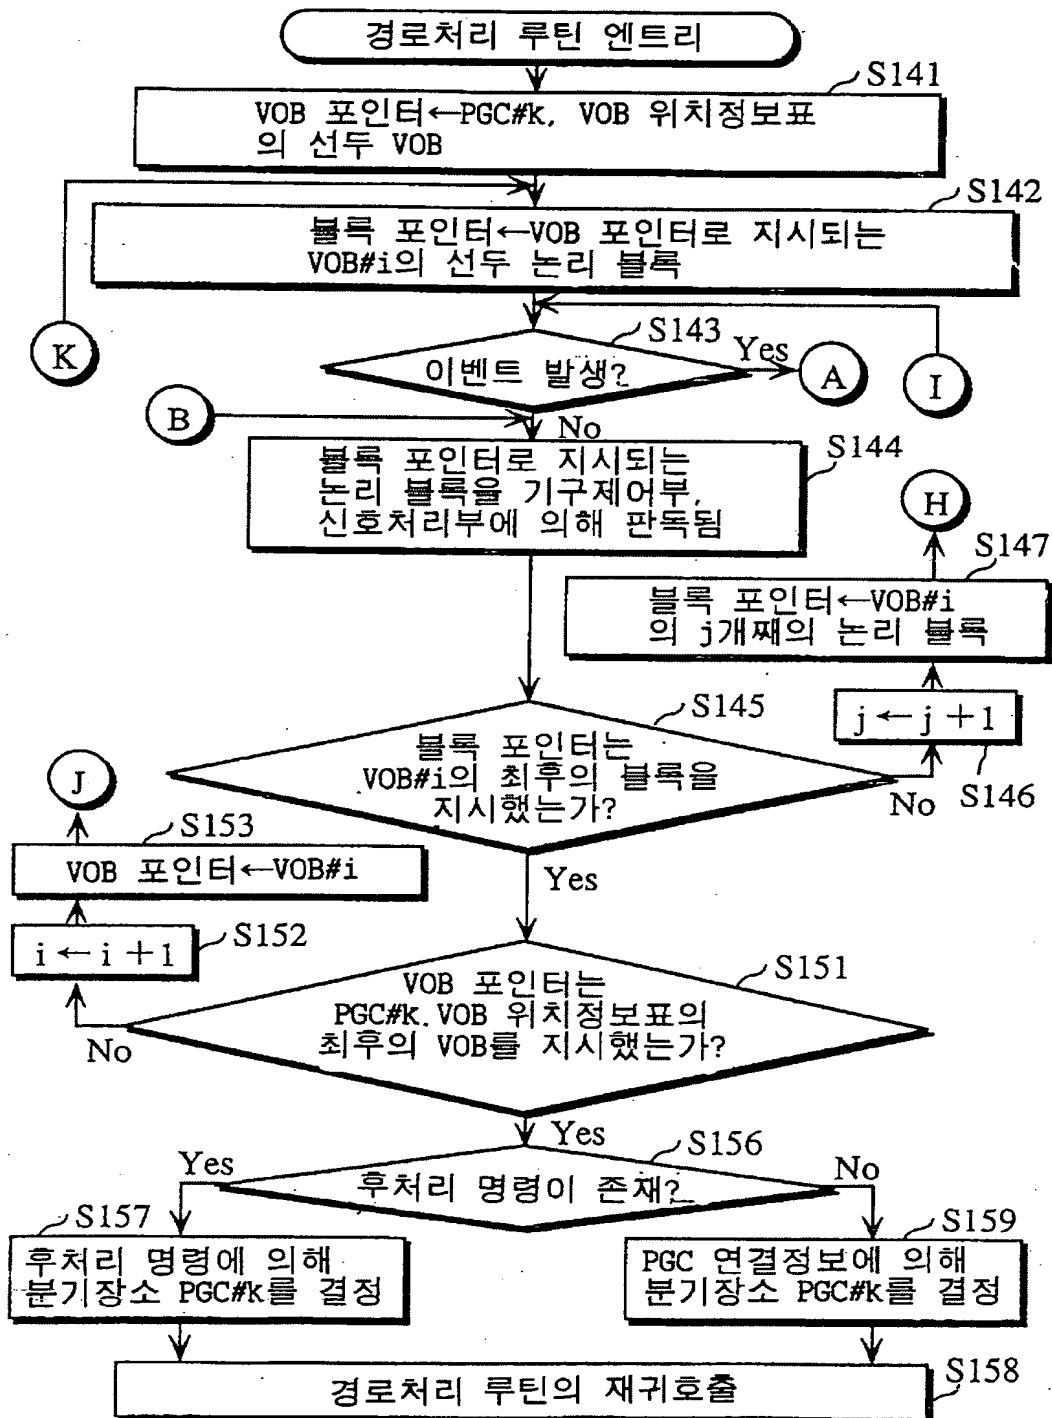 경로처리 루틴 엔트리
S141
VOB 포인터←PGC#k, VOB 위치정보표
의 선두 VOB
S142
블록 포인터←VOB 포인터로 지시되는
VOB#i의 선두 논리 블록
K
S143
이벤트 발생?
Yes
A
I
B
No
S144
블록 포인터로 지시되는
논리 블록을 기구제어부,
신호처리부에 의해 판독됨
H
S147
블록 포인터←VOB#i
의 j개째의 논리 블록
S145
j ← j + 1
S146
블록 포인터는
VOB#i의 최후의 블록을
지시했는가?
No
J
S153
VOB 포인터←VOB#i
Yes
i ← i + 1
S152
S151
VOB 포인터는
PGC#k.VOB 위치정보표의
최후의 VOB를 지시했는가?
No
Yes
S156
후처리 명령이 존재?
Yes
No
S157
후처리 명령에 의해
분기장소 PGC#k를 결정
S159
PGC 연결정보에 의해
분기장소 PGC#k를 결정
S158
경로처리 루틴의 재귀호출